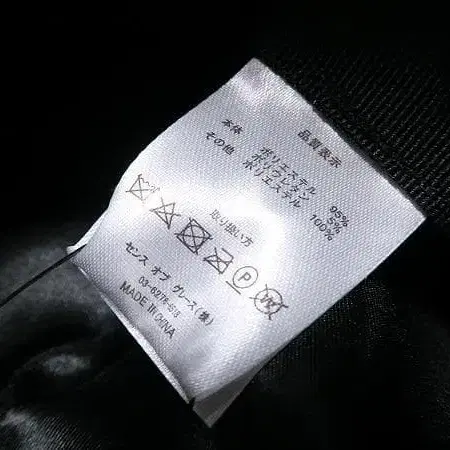 品質表示
本体 ポリエステル 95%
ポリウレタン 5%
その他 ポリエステル 100%
取り扱い方
P
W
センス オブ グレース(株)
MADE IN CHINA